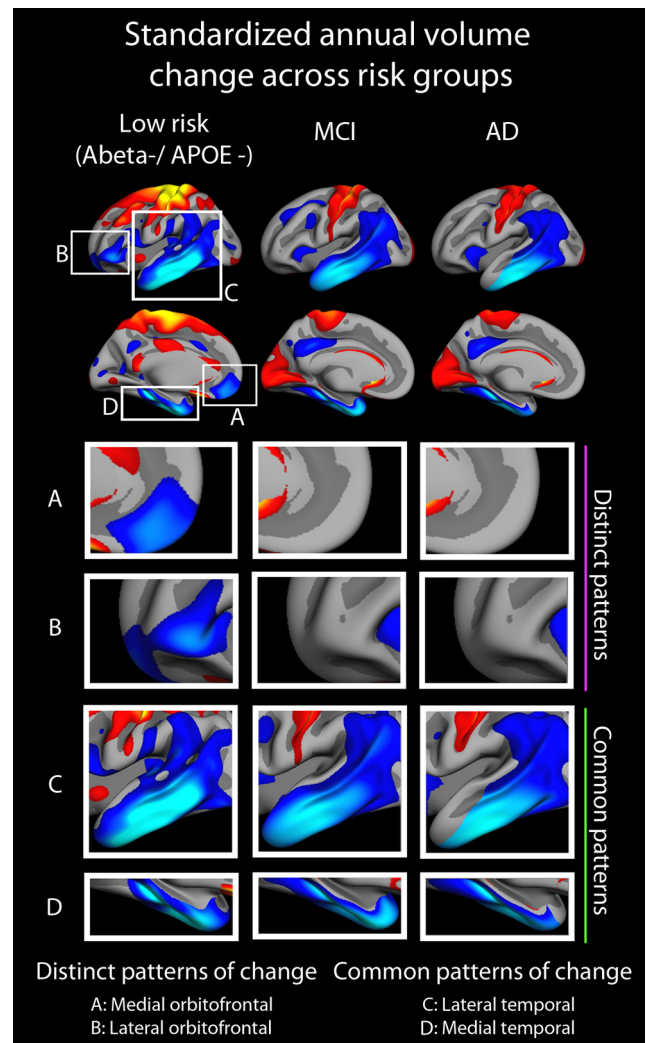 Standardized annual volume
change across risk groups
Low risk
(Abeta-/ APOE -)
MCI
AD
B
C
D
A
A
B
Distinct patterns
C
D
Common patterns
Distinct patterns of change
Common patterns of change
A: Medial orbitofrontal
B: Lateral orbitofrontal
C: Lateral temporal
D: Medial temporal